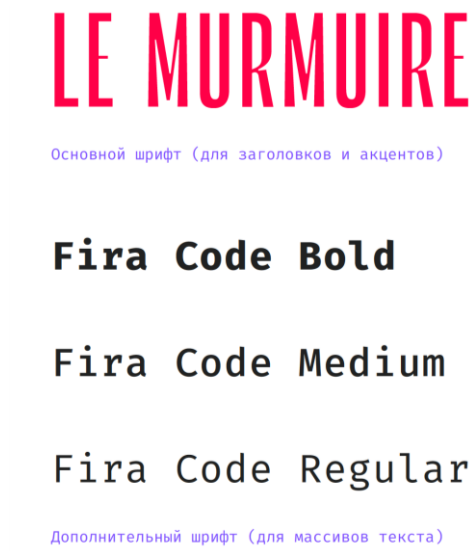 LE MURMUIRE
Основной шрифт (для заголовков и акцентов)
Fira Code Bold
Fira Code Medium
Fira Code Regular
Дополнительный шрифт (для массивов текста)